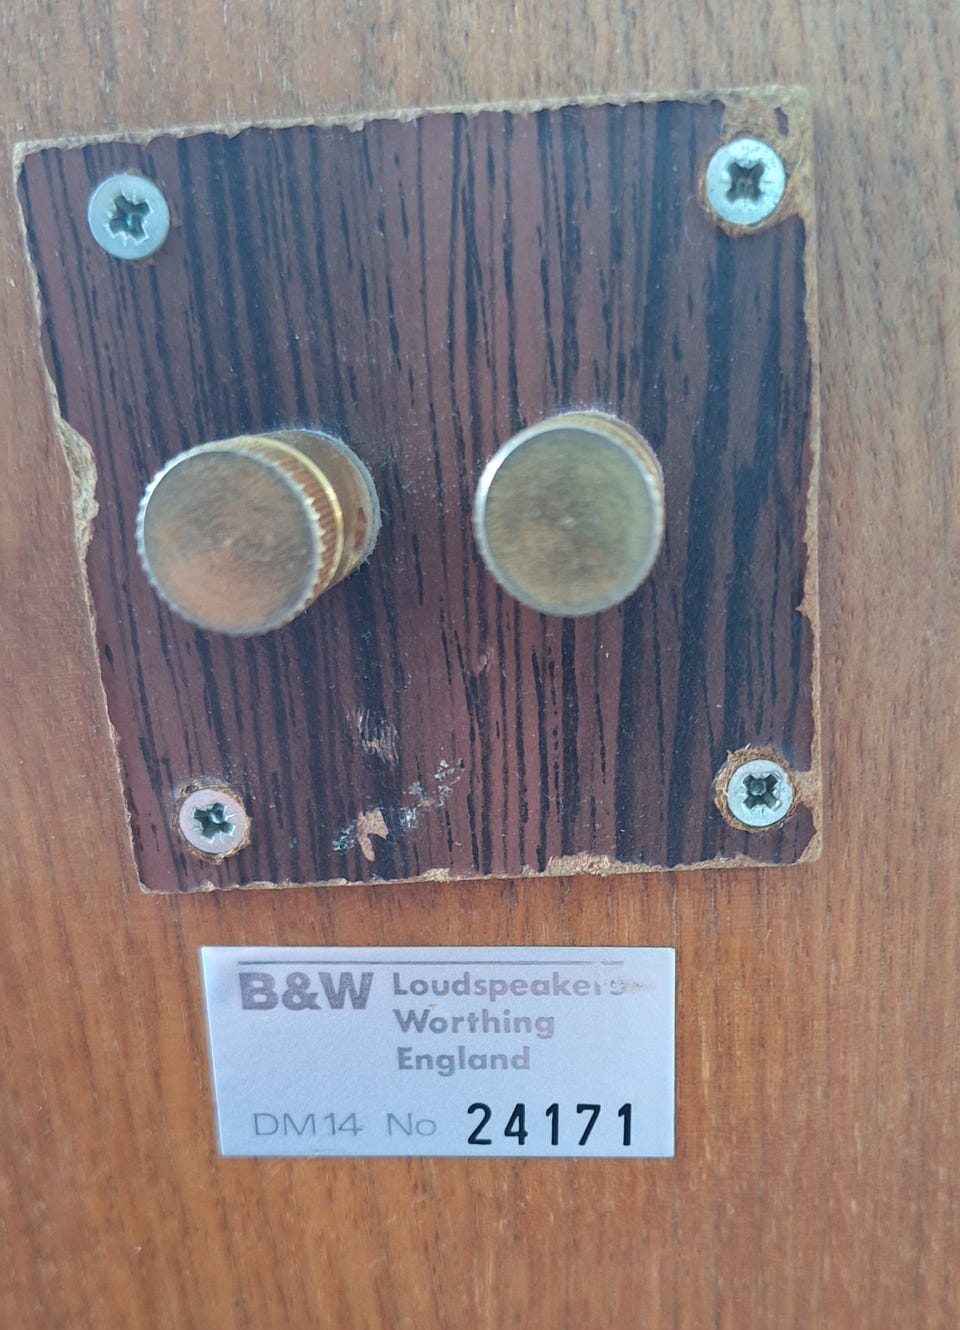 B&W Loudspeakers
Worthing
England
DM14 No 24171